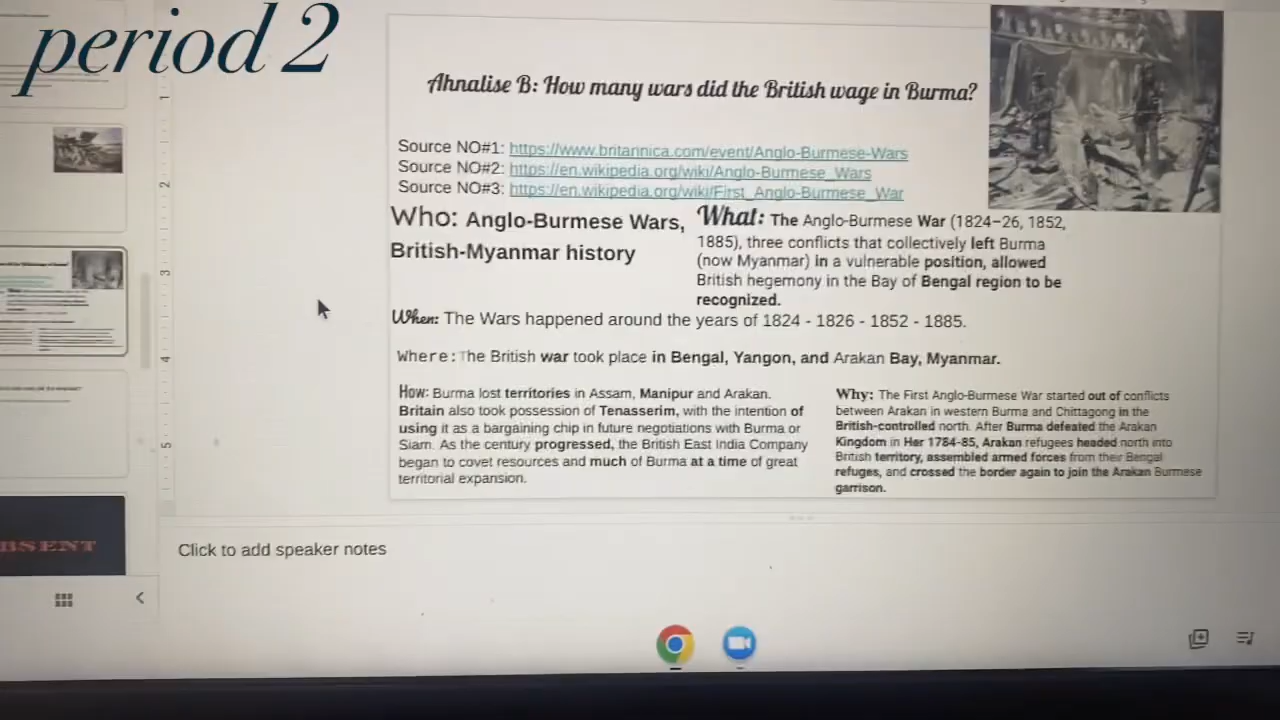 period 2
Ahnalise B: How many wars did the British wage in Burma?
Source NO#1: https://www.britannica.com/event/Anglo-Burmese-Wars
Source NO#2: https://en.wikipedia.org/wiki/Anglo-Burmese_Wars
Source NO#3: https://en.wikipedia.org/wiki/First_Anglo-Burmese_War
Who: Anglo-Burmese Wars,
British-Myanmar history
What: The Anglo-Burmese War (1824–26, 1852,
1885), three conflicts that collectively left Burma
(now Myanmar) in a vulnerable position, allowed
British hegemony in the Bay of Bengal region to be
recognized.
When: The Wars happened around the years of 1824 - 1826 - 1852 - 1885.
Where: The British war took place in Bengal, Yangon, and Arakan Bay, Myanmar.
How: Burma lost territories in Assam, Manipur and Arakan.
Britain also took possession of Tenasserim, with the intention of
using it as a bargaining chip in future negotiations with Burma or
Siam. As the century progressed, the British East India Company
began to covet resources and much of Burma at a time of great
territorial expansion.
Why: The First Anglo-Burmese War started out of conflicts
between Arakan in western Burma and Chittagong in the
British-controlled north. After Burma defeated the Arakan
Kingdom in Her 1784-85, Arakan refugees headed north into
British territory, assembled armed forces from their Bengal
refuges, and crossed the border again to join the Arakan Burmese
garrison.
1
2
3
4
5
BSENT
Click to add speaker notes